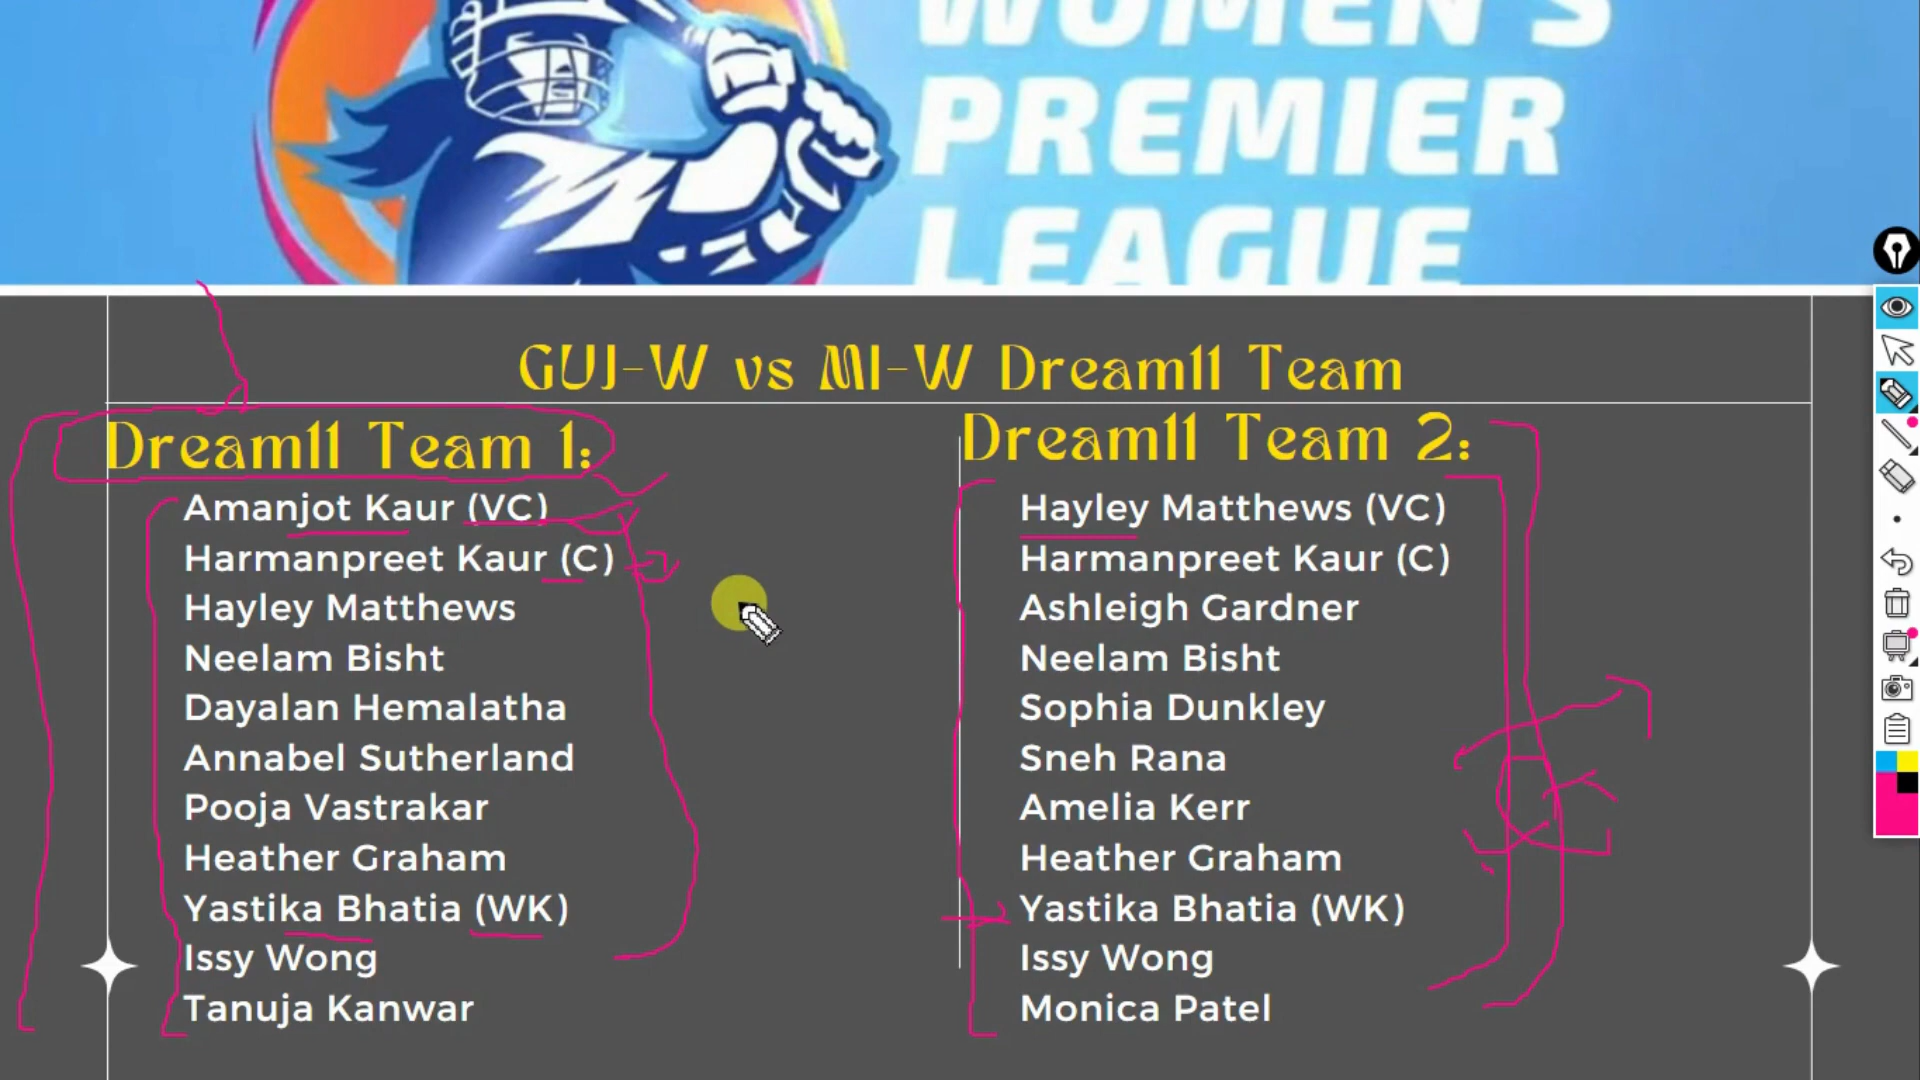 WOMEN'S
PREMIER
LEAGUE
GUJ-W vs MI-W Dream11 Team
Dream11 Team 1:
Amanjot Kaur (VC)
Harmanpreet Kaur (C)
Hayley Matthews
Neelam Bisht
Dayalan Hemalatha
Annabel Sutherland
Pooja Vastrakar
Heather Graham
Yastika Bhatia (WK)
Issy Wong
Tanuja Kanwar
Dream11 Team 2:
Hayley Matthews (VC)
Harmanpreet Kaur (C)
Ashleigh Gardner
Neelam Bisht
Sophia Dunkley
Sneh Rana
Amelia Kerr
Heather Graham
Yastika Bhatia (WK)
Issy Wong
Monica Patel